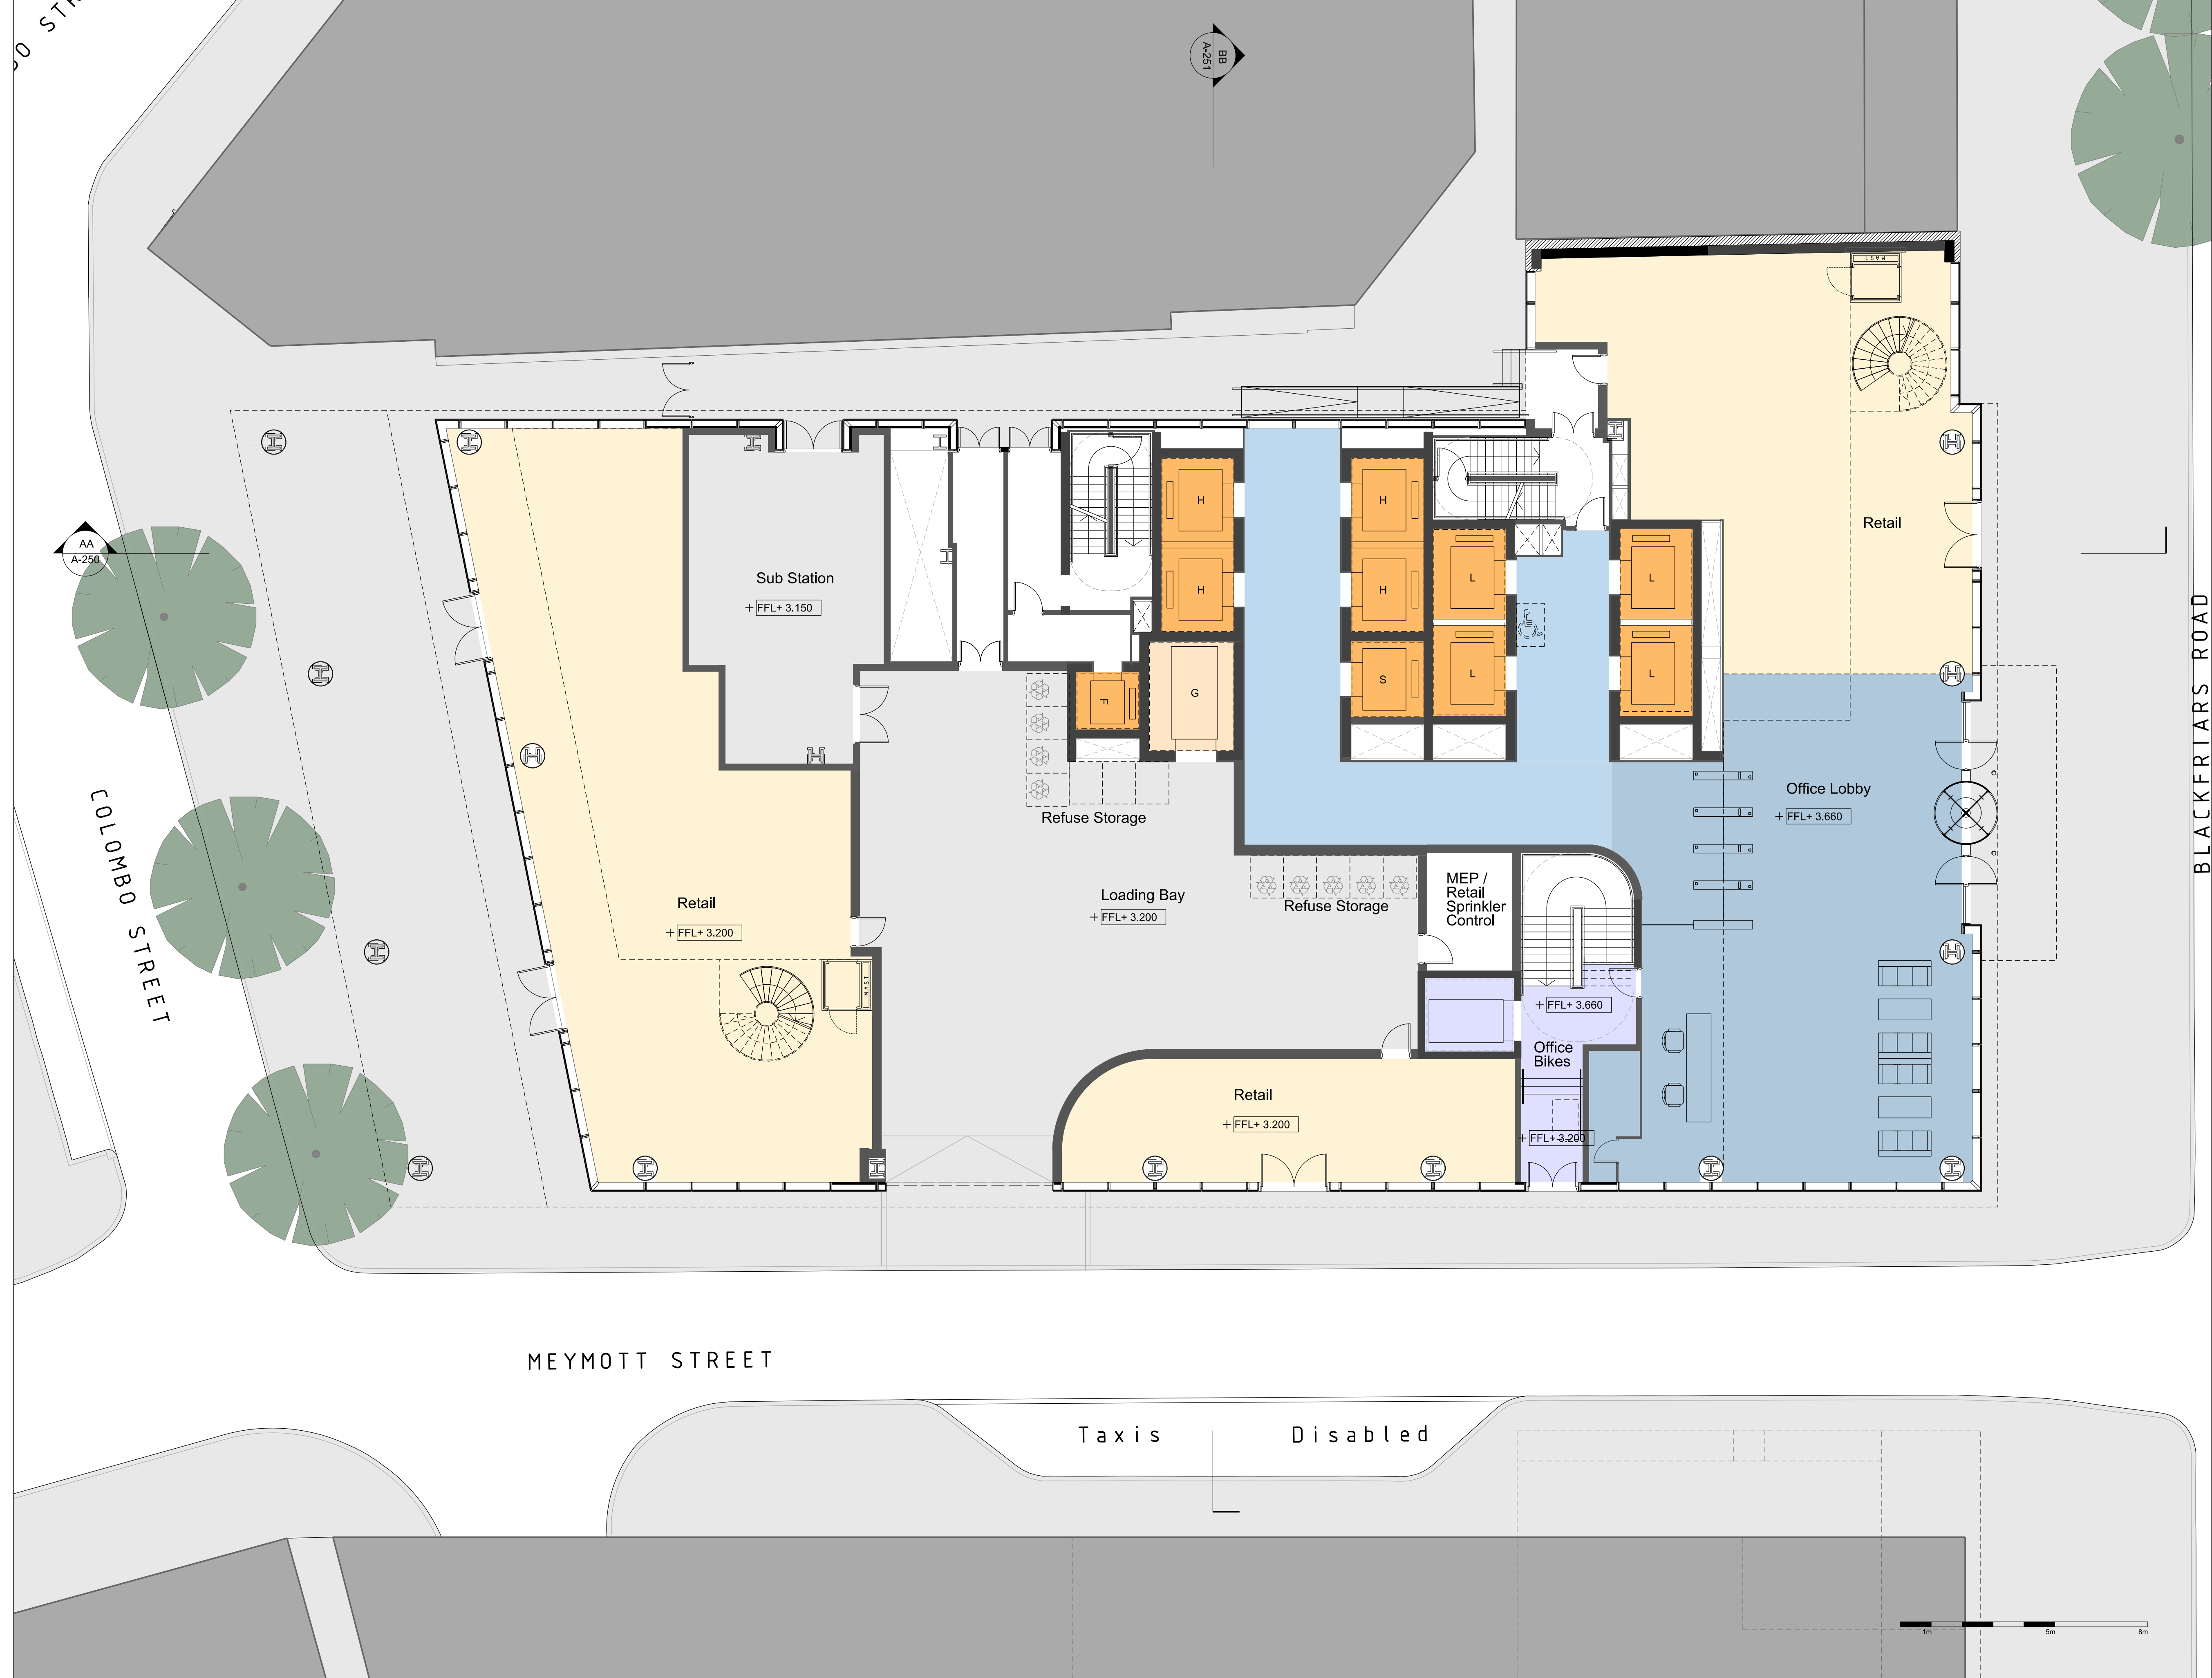 BB
A-251
MAST
H
H
H
H
Retail
AA
A-250
Sub Station
FFL+ 3.150
L
L
L
L
S
F
G
Office Lobby
FFL+ 3.660
Refuse Storage
Loading Bay
FFL+ 3.200
Refuse Storage
MEP /
Retail
Sprinkler
Control
Retail
FFL+ 3.200
MAST
FFL+ 3.660
Office
Bikes
Retail
FFL+ 3.200
FFL+ 3.200
COLOMBO STREET
BLACKFRIARS ROAD
MEYMOTT STREET
Taxis Disabled
1m 5m 8m